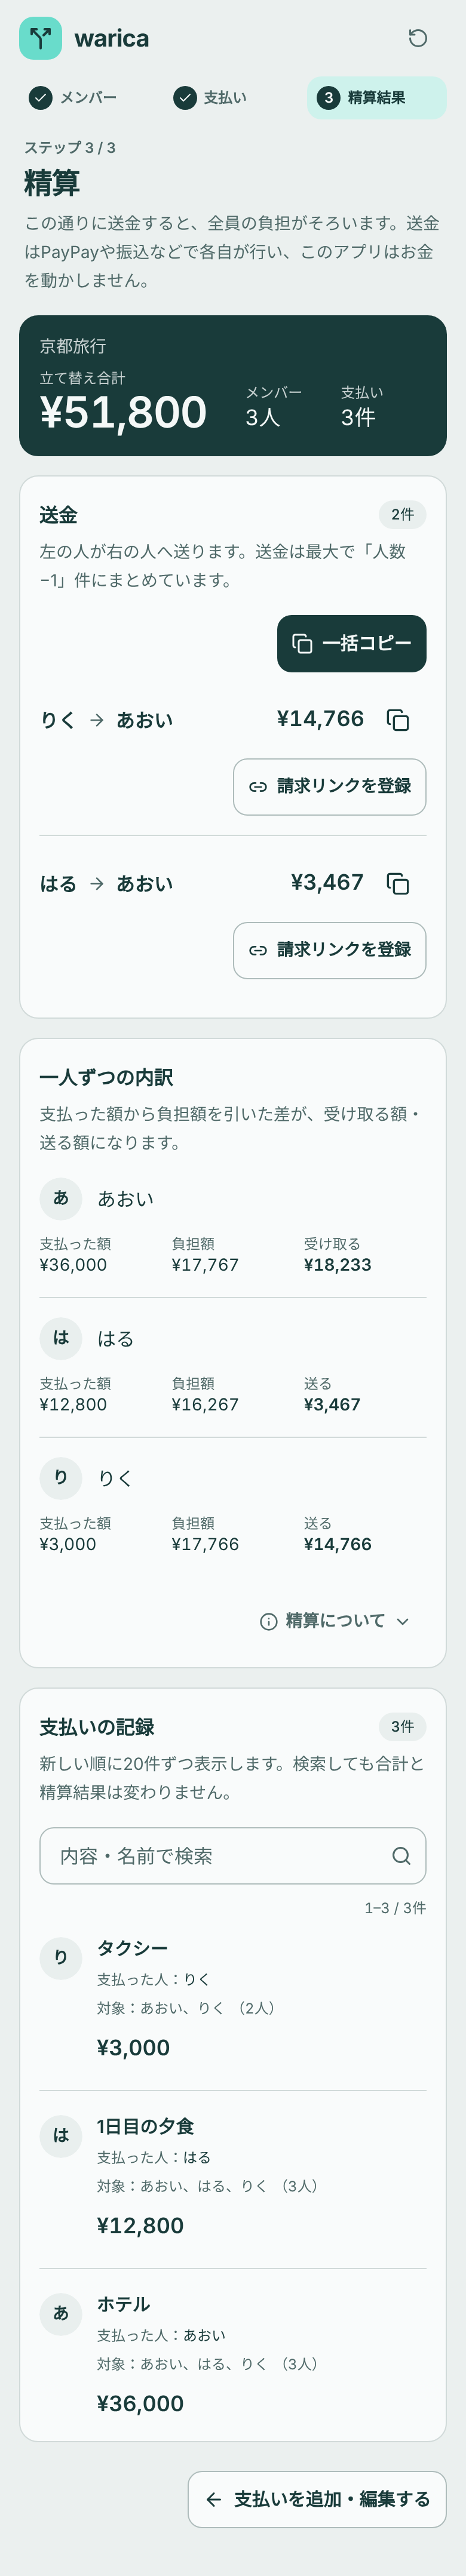 warica
メンバー
支払い
3 精算結果
ステップ 3 / 3
精算
この通りに送金すると、全員の負担がそろいます。送金
はPayPayや振込などで各自が行い、このアプリはお金
を動かしません。
京都旅行
立て替え合計
¥51,800
メンバー
3人
支払い
3件
送金
2件
左の人が右の人へ送ります。送金は最大で「人数
−1」件にまとめています。
一括コピー
りく → あおい ¥14,766
請求リンクを登録
はる → あおい ¥3,467
請求リンクを登録
一人ずつの内訳
支払った額から負担額を引いた差が、受け取る額・
送る額になります。
あ あおい
支払った額 負担額 受け取る
¥36,000 ¥17,767 ¥18,233
は はる
支払った額 負担額 送る
¥12,800 ¥16,267 ¥3,467
り りく
支払った額 負担額 送る
¥3,000 ¥17,766 ¥14,766
精算について
支払いの記録
3件
新しい順に20件ずつ表示します。検索しても合計と
精算結果は変わりません。
内容・名前で検索
1–3 / 3件
り タクシー
支払った人：りく
対象：あおい、りく （2人）
¥3,000
は 1日目の夕食
支払った人：はる
対象：あおい、はる、りく （3人）
¥12,800
あ ホテル
支払った人：あおい
対象：あおい、はる、りく （3人）
¥36,000
← 支払いを追加・編集する